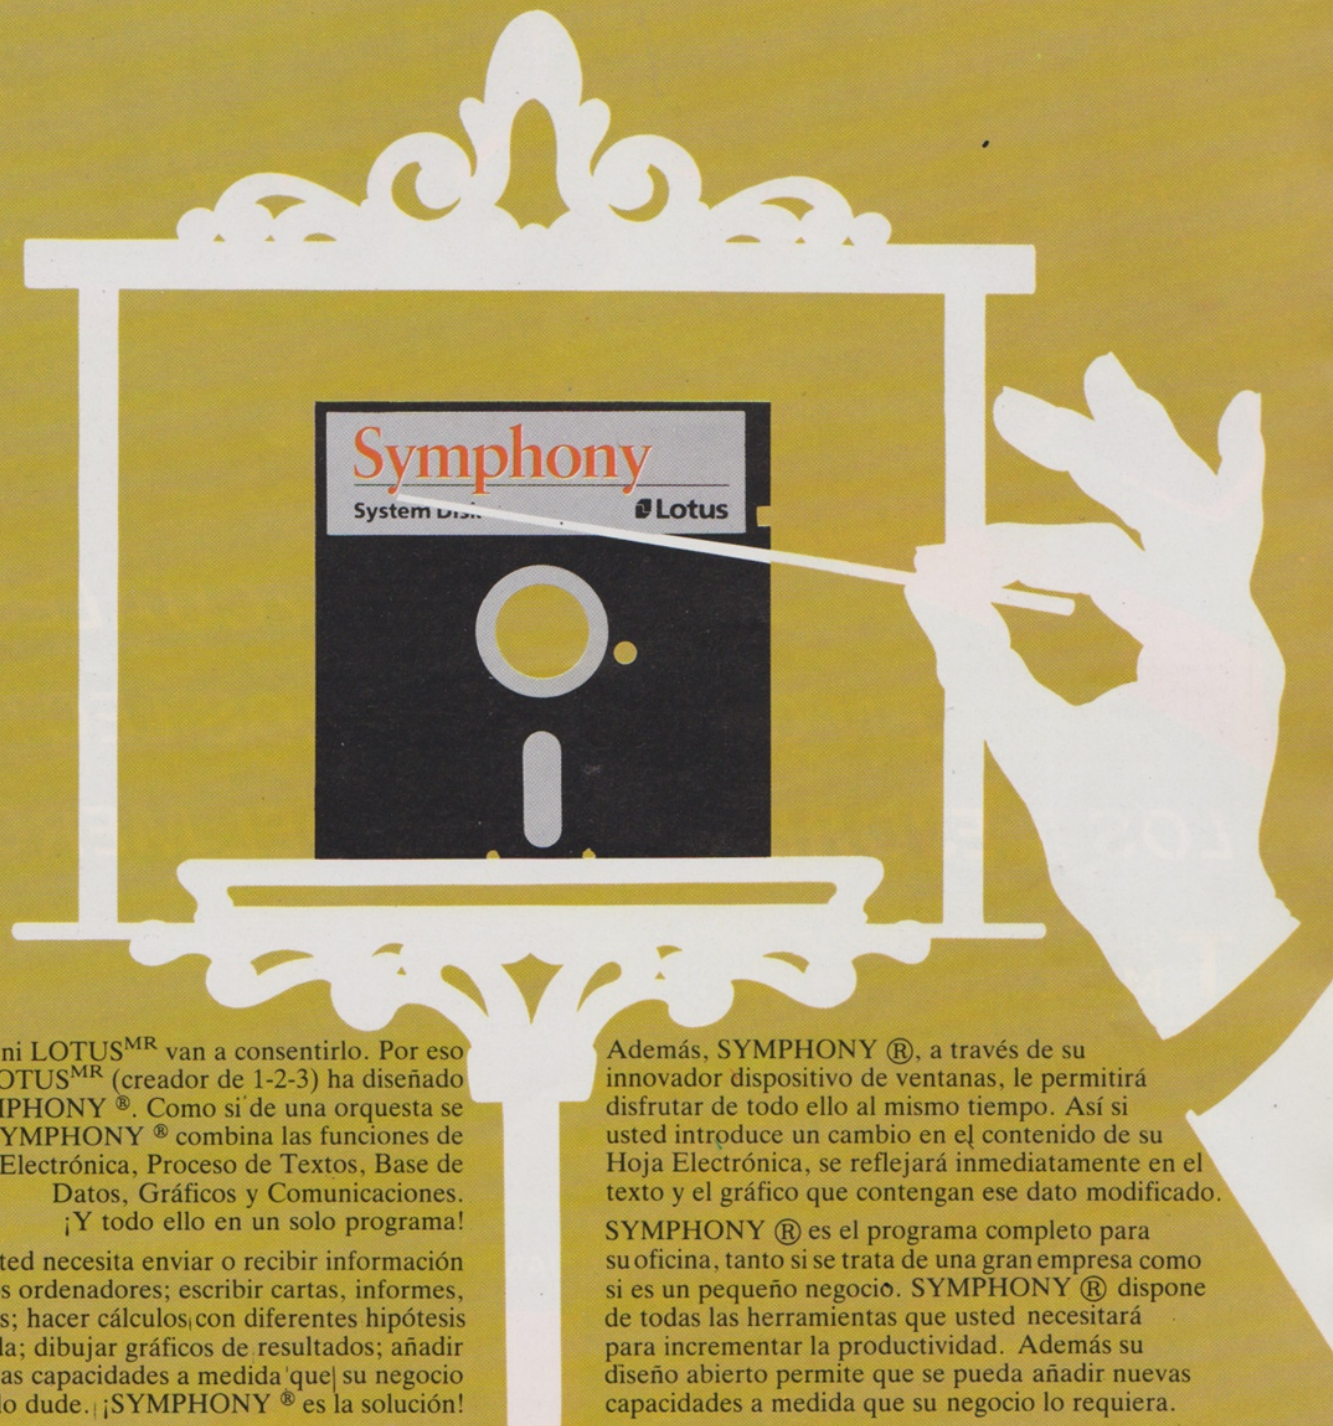 Symphony
System Disk
Lotus
ni LOTUS^MR van a consentirlo. Por eso
OTUS^MR (creador de 1-2-3) ha diseñado
MPHONY ®. Como si de una orquesta se
YMPHONY ® combina las funciones de
Electrónica, Proceso de Textos, Base de
Datos, Gráficos y Comunicaciones.
¡Y todo ello en un solo programa!
ted necesita enviar o recibir información
s ordenadores; escribir cartas, informes,
s; hacer cálculos con diferentes hipótesis
la; dibujar gráficos de resultados; añadir
as capacidades a medida que su negocio
lo dude. ¡SYMPHONY ® es la solución!
Además, SYMPHONY ®, a través de su
innovador dispositivo de ventanas, le permitirá
disfrutar de todo ello al mismo tiempo. Así si
usted introduce un cambio en el contenido de su
Hoja Electrónica, se reflejará inmediatamente en el
texto y el gráfico que contengan ese dato modificado.
SYMPHONY ® es el programa completo para
su oficina, tanto si se trata de una gran empresa como
si es un pequeño negocio. SYMPHONY ® dispone
de todas las herramientas que usted necesitará
para incrementar la productividad. Además su
diseño abierto permite que se pueda añadir nuevas
capacidades a medida que su negocio lo requiera.